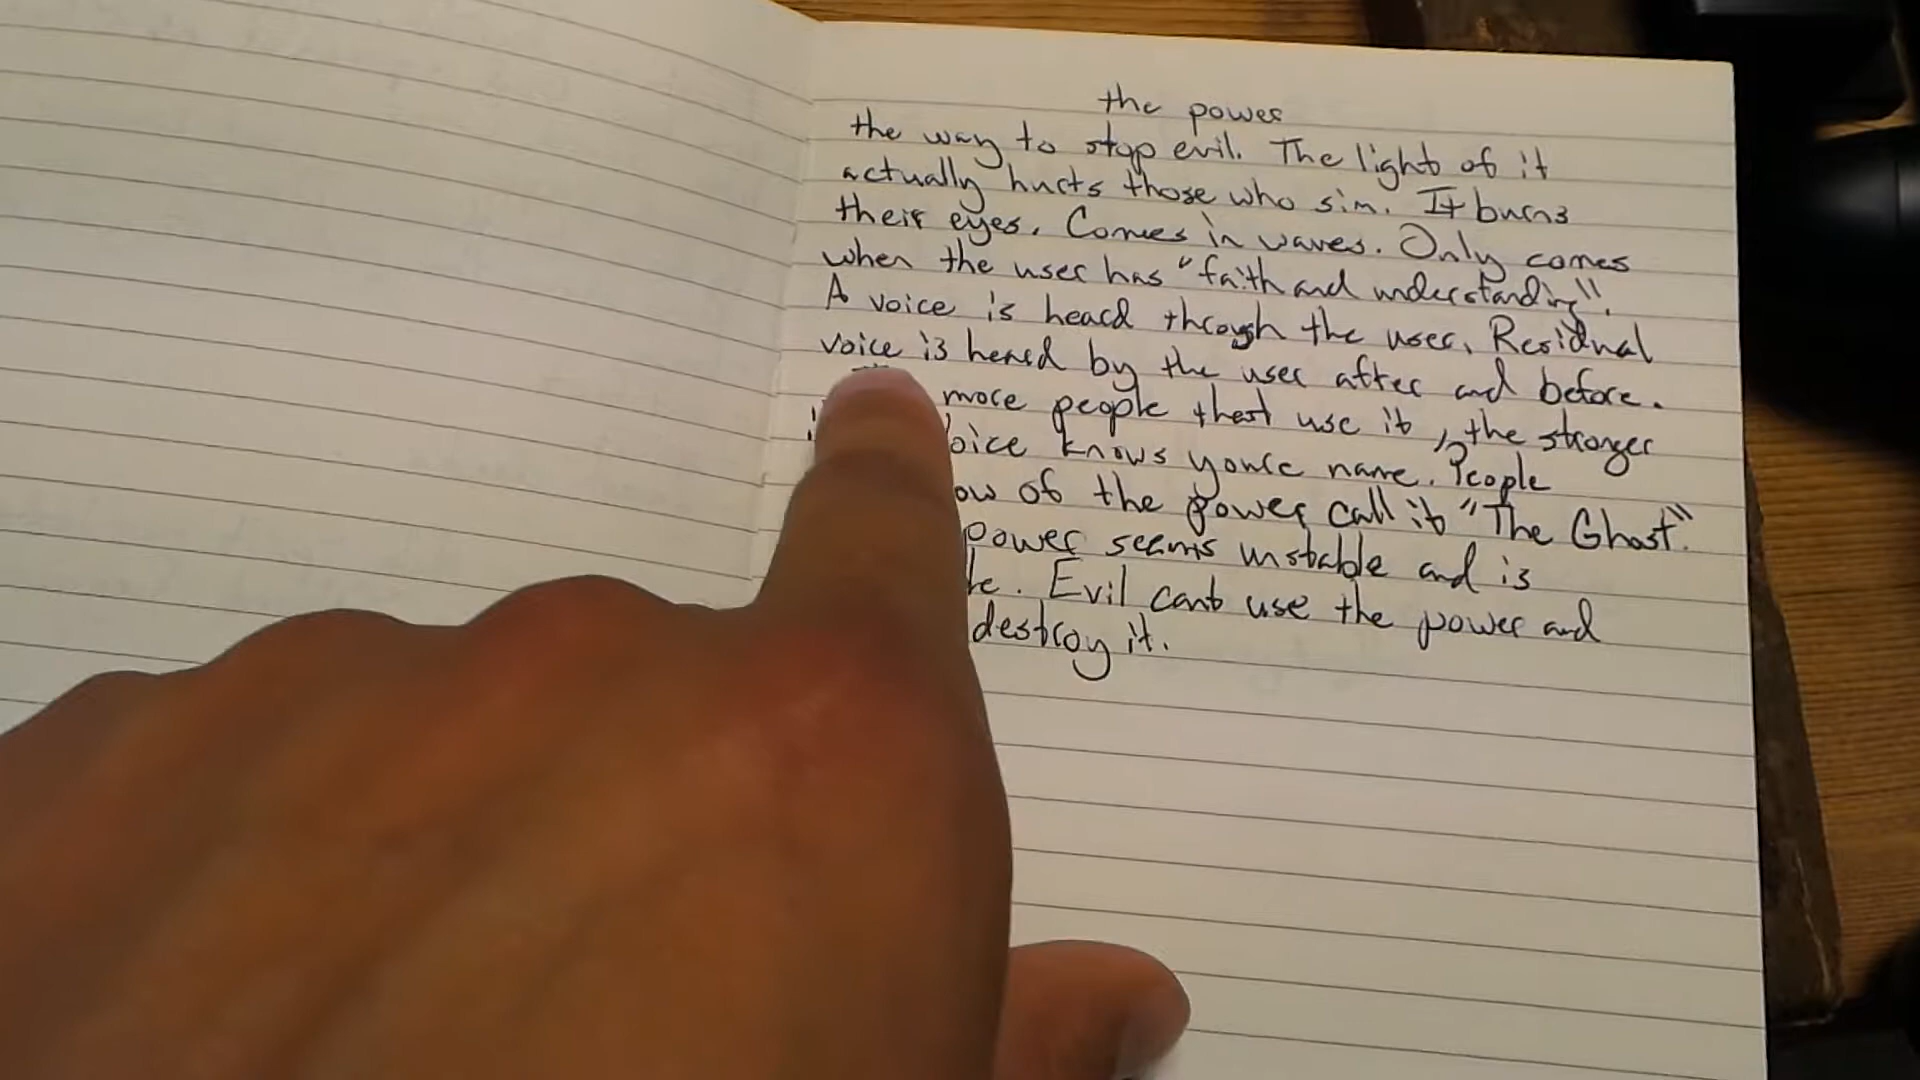 the power
the way to stop evil. The light of it
actually hurts those who sin. It burns
their eyes. Comes in waves. Only comes
when the user has "faith and understanding".
A voice is heard through the user. Residual
voice is heard by the user after and before.
more people that use it, the stronger
knows your name. People
of the power call it "The Ghost".
power seems unstable and is
Evil cant use the power and
destroy it.